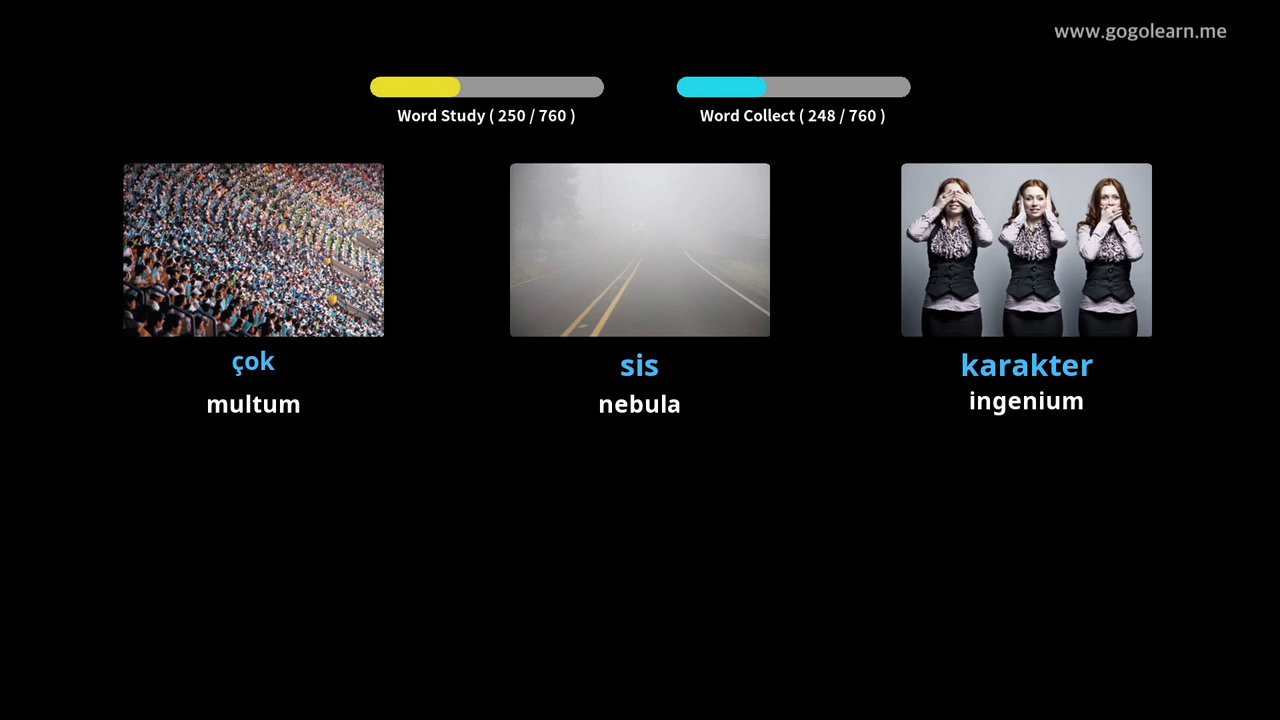 www.gogolearn.me
Word Study ( 250 / 760 )
Word Collect ( 248 / 760 )
çok
multum
sis
nebula
karakter
ingenium